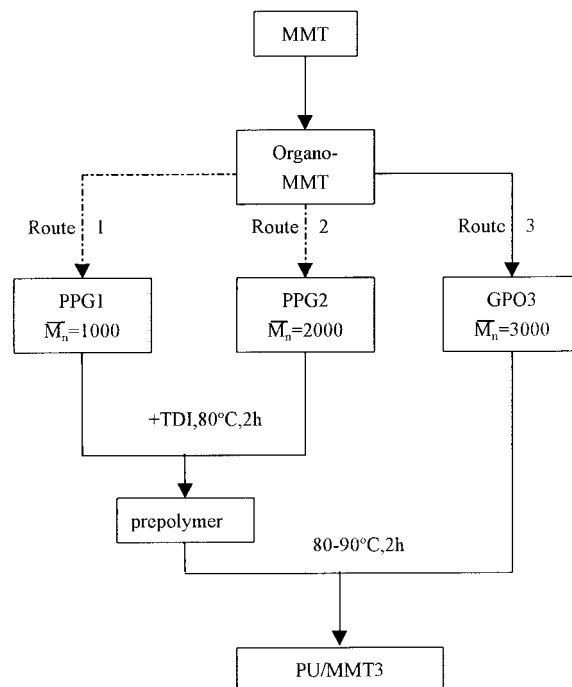 MMT
Organo-
MMT
Route 1
Route 2
Route 3
PPG1
M̅n=1000
PPG2
M̅n=2000
GPO3
M̅n=3000
+TDI,80°C,2h
prepolymer
80-90°C,2h
PU/MMT3